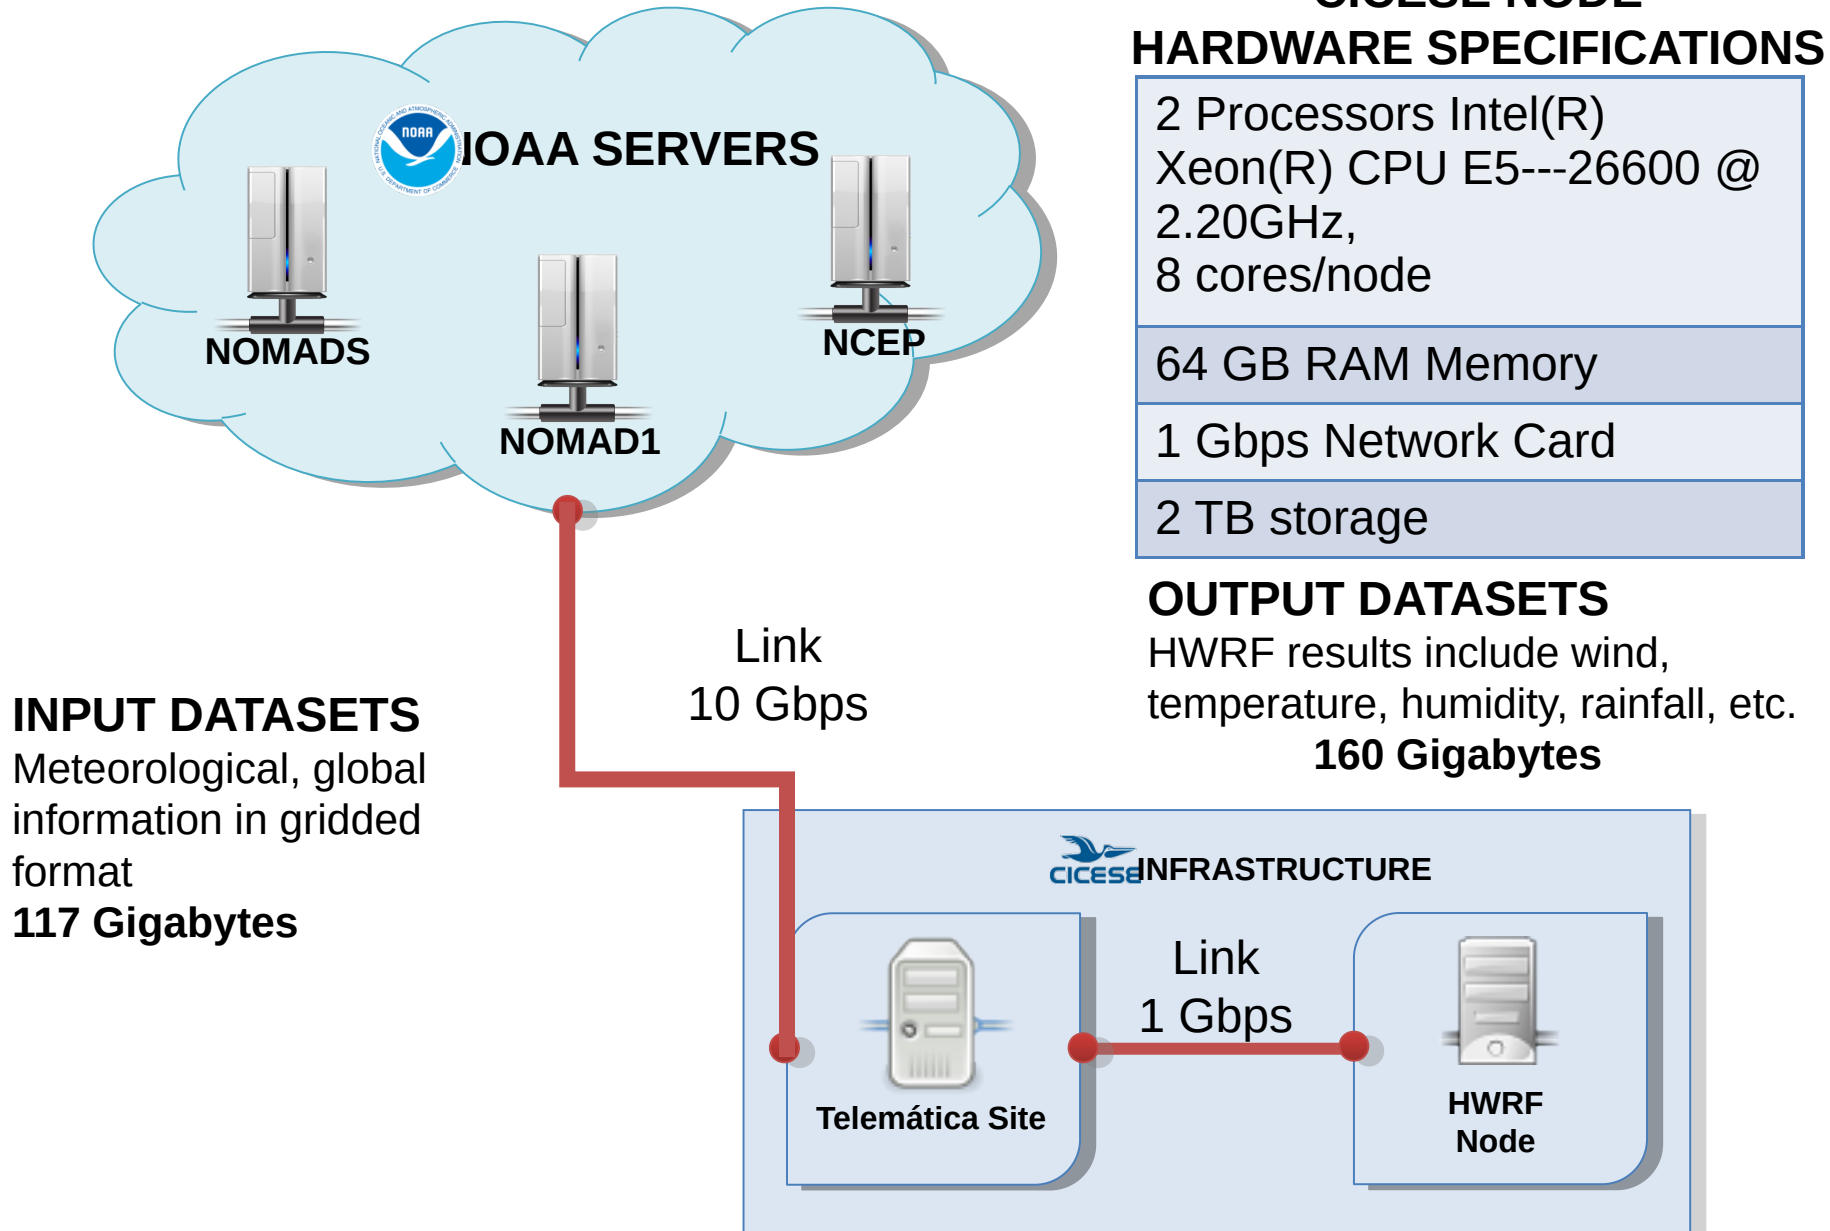 CICESE NODE
HARDWARE SPECIFICATIONS
2 Processors Intel(R)
Xeon(R) CPU E5---26600 @
2.20GHz,
8 cores/node
64 GB RAM Memory
1 Gbps Network Card
2 TB storage
NOAA
IOAA SERVERS
NOMADS
NCEP
NOMAD1
OUTPUT DATASETS
HWRF results include wind,
temperature, humidity, rainfall, etc.
160 Gigabytes
Link
10 Gbps
INPUT DATASETS
Meteorological, global
information in gridded
format
117 Gigabytes
CICESE INFRASTRUCTURE
Link
1 Gbps
Telemática Site
HWRF
Node